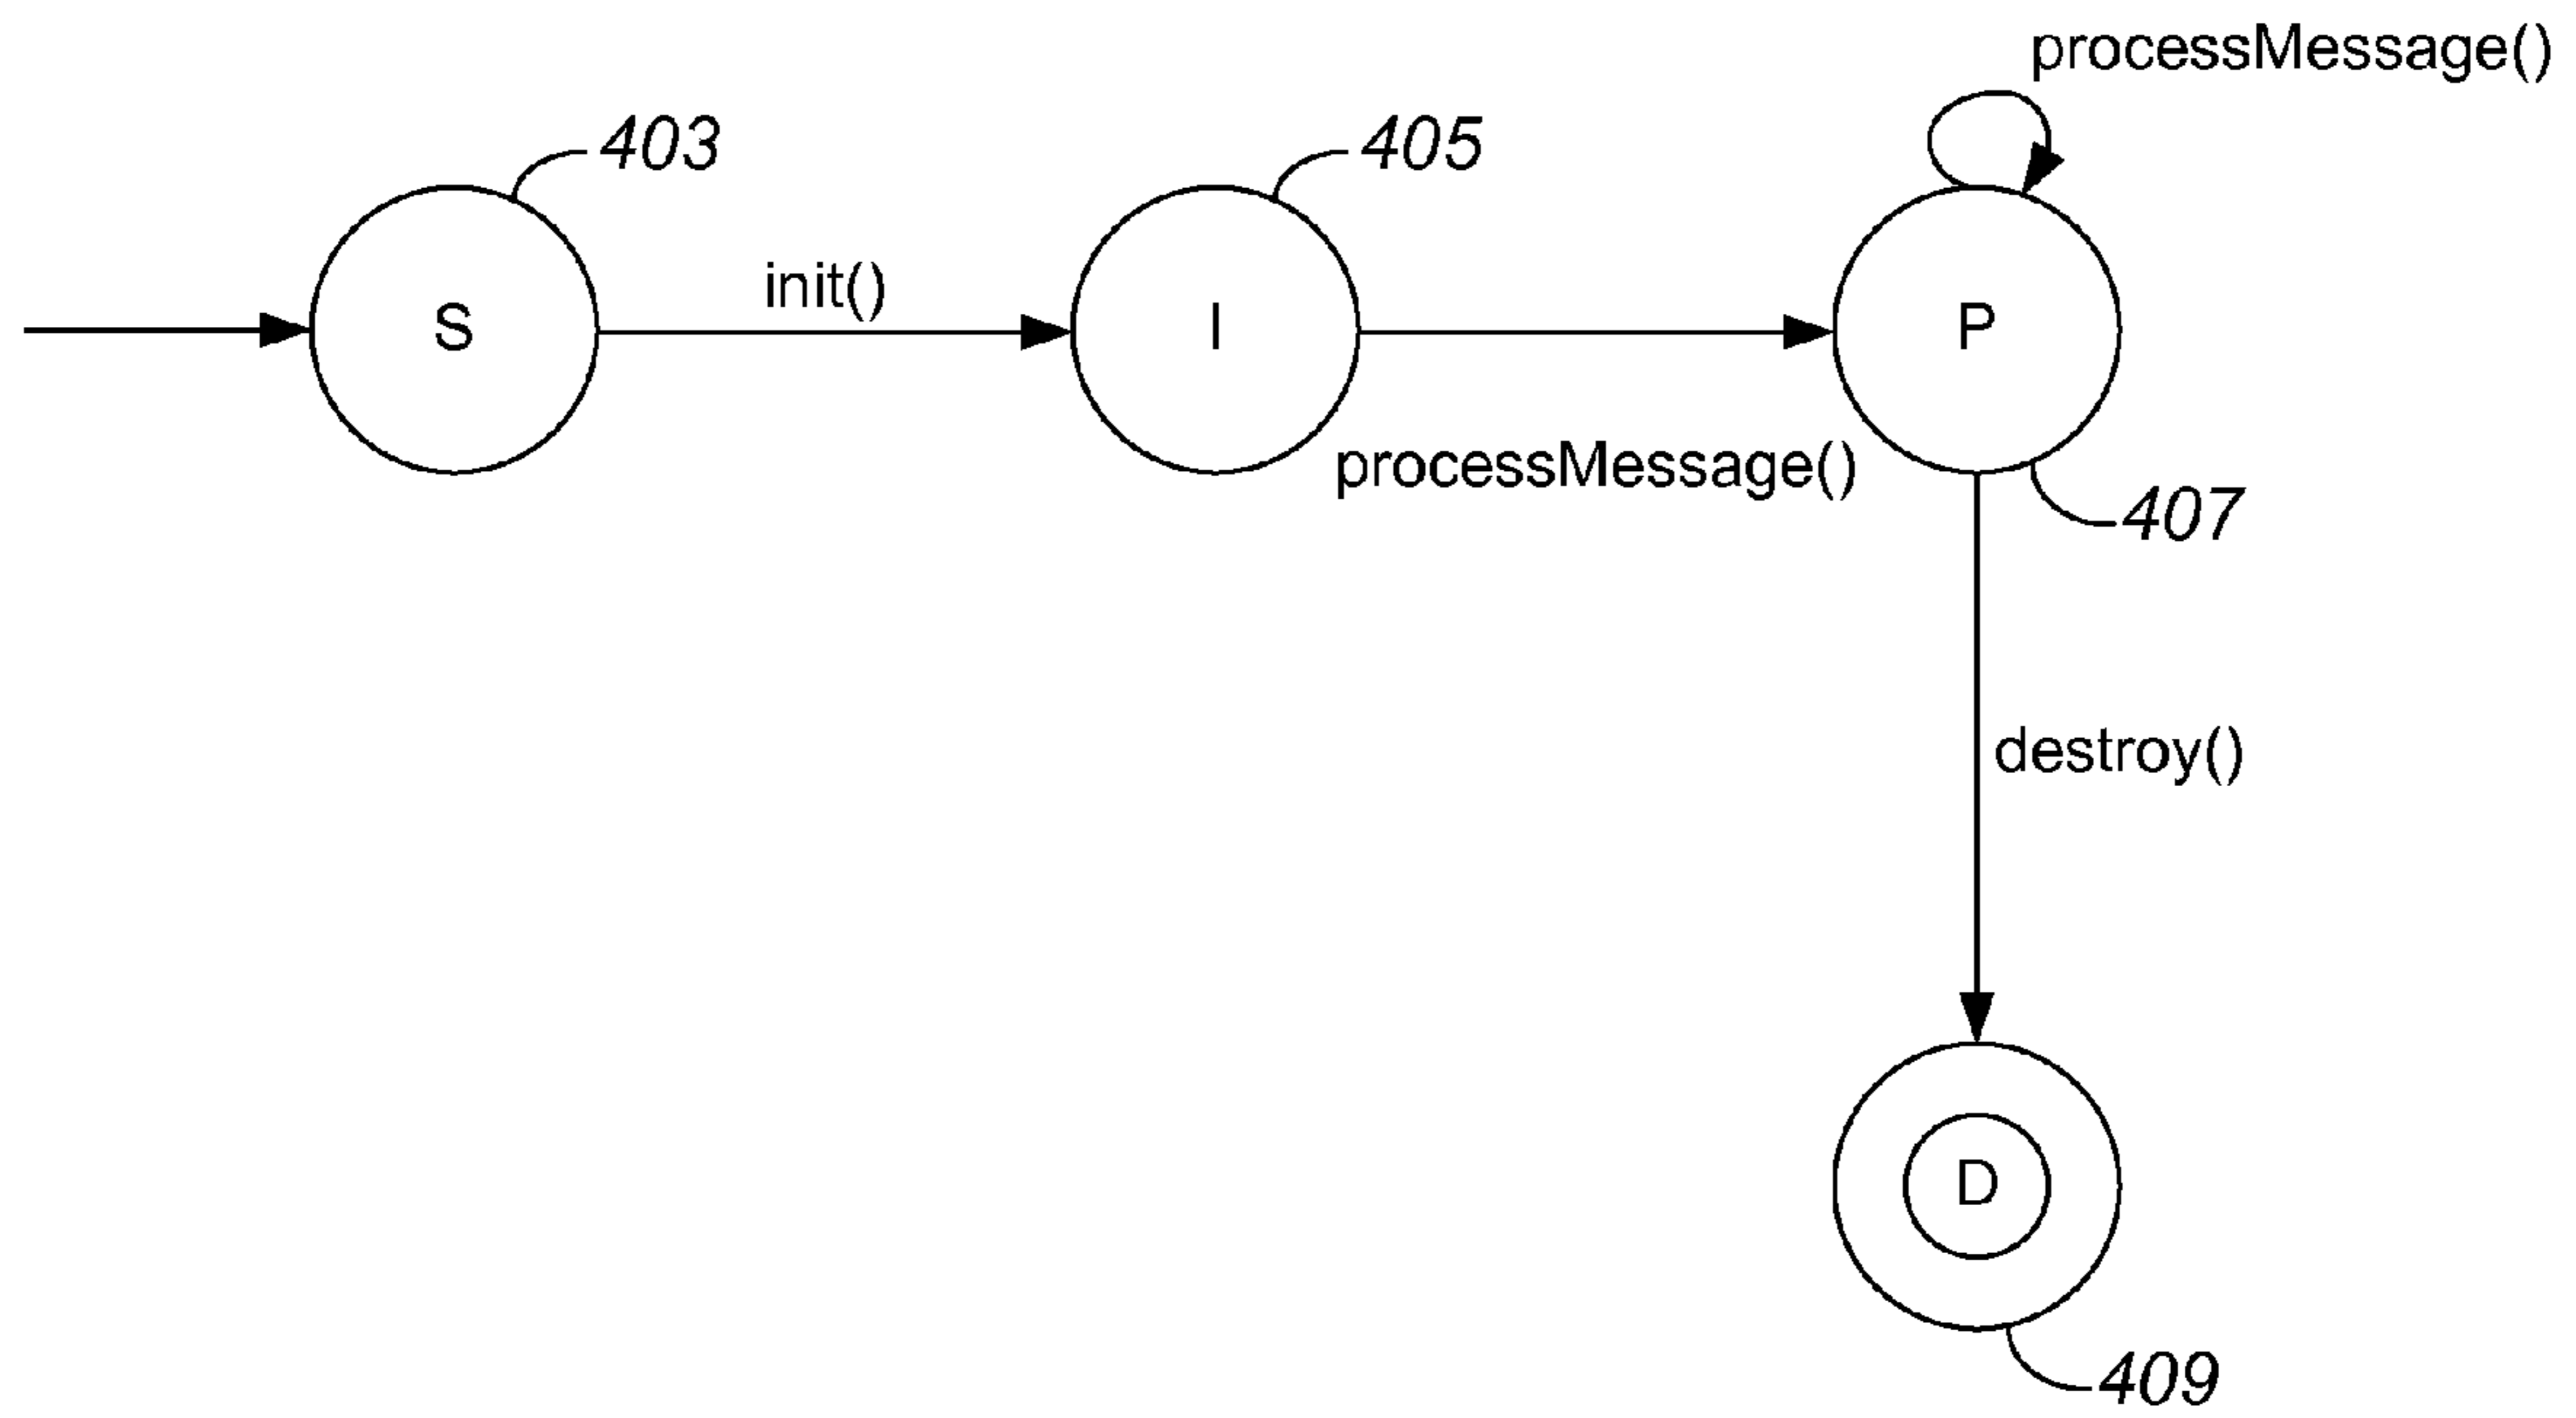 processMessage()
403
405
init()
S
I
P
processMessage()
407
destroy()
D
409